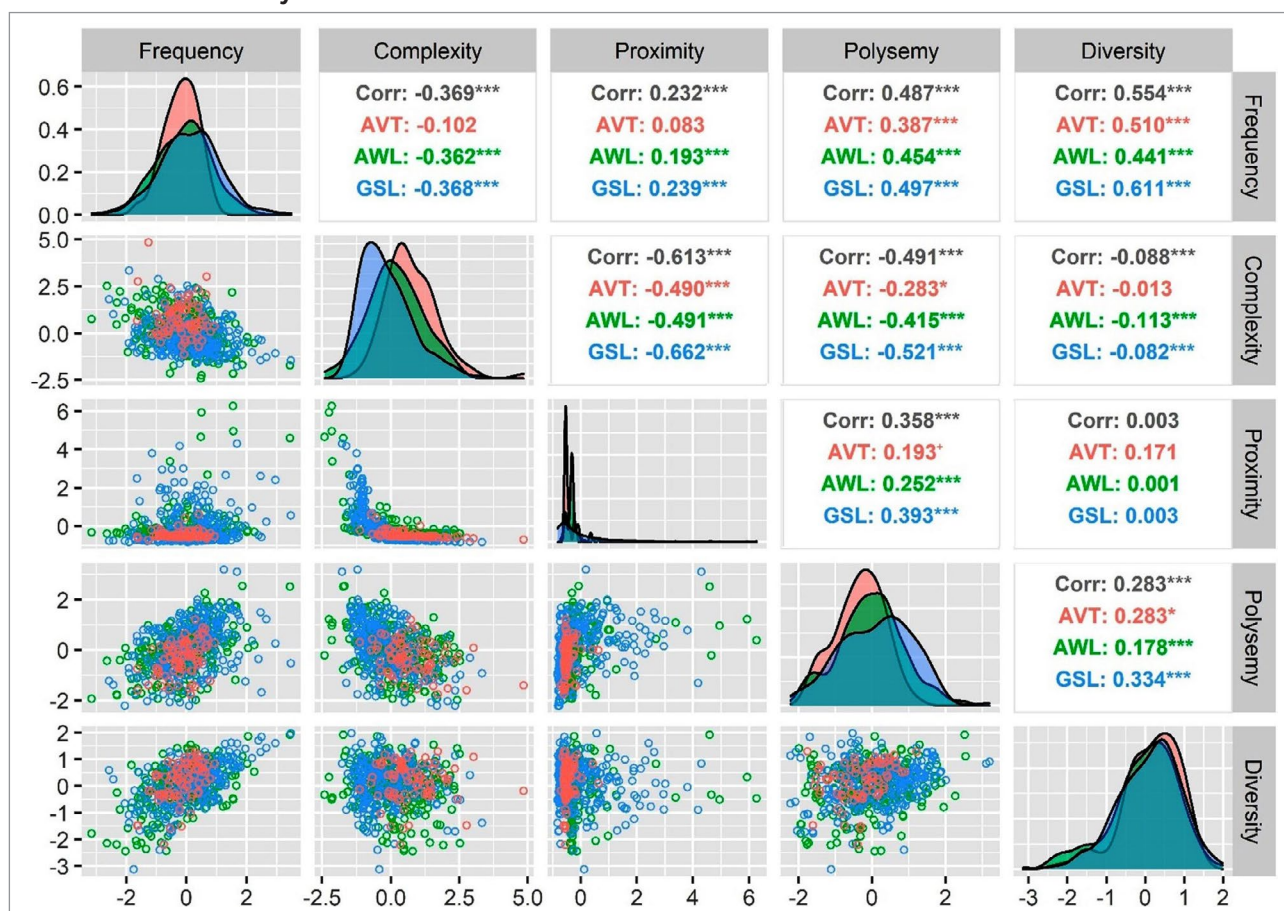 Frequency Complexity Proximity Polysemy Diversity
0.6
0.4
0.2
0.0
Corr: -0.369***
AVT: -0.102
AWL: -0.362***
GSL: -0.368***
Corr: 0.232***
AVT: 0.083
AWL: 0.193***
GSL: 0.239***
Corr: 0.487***
AVT: 0.387***
AWL: 0.454***
GSL: 0.497***
Corr: 0.554***
AVT: 0.510***
AWL: 0.441***
GSL: 0.611***
Frequency
5.0
2.5
0.0
-2.5
Corr: -0.613***
AVT: -0.490***
AWL: -0.491***
GSL: -0.662***
Corr: -0.491***
AVT: -0.283*
AWL: -0.415***
GSL: -0.521***
Corr: -0.088***
AVT: -0.013
AWL: -0.113***
GSL: -0.082***
Complexity
6
4
2
0
Corr: 0.358***
AVT: 0.193+
AWL: 0.252***
GSL: 0.393***
Corr: 0.003
AVT: 0.171
AWL: 0.001
GSL: 0.003
Proximity
2
0
-2
Corr: 0.283***
AVT: 0.283*
AWL: 0.178***
GSL: 0.334***
Polysemy
2
1
0
-1
-2
-3
Diversity
-2 0 2 -2.5 0.0 2.5 5.0 0 2 4 6 -2 0 2 -3 -2 -1 0 1 2